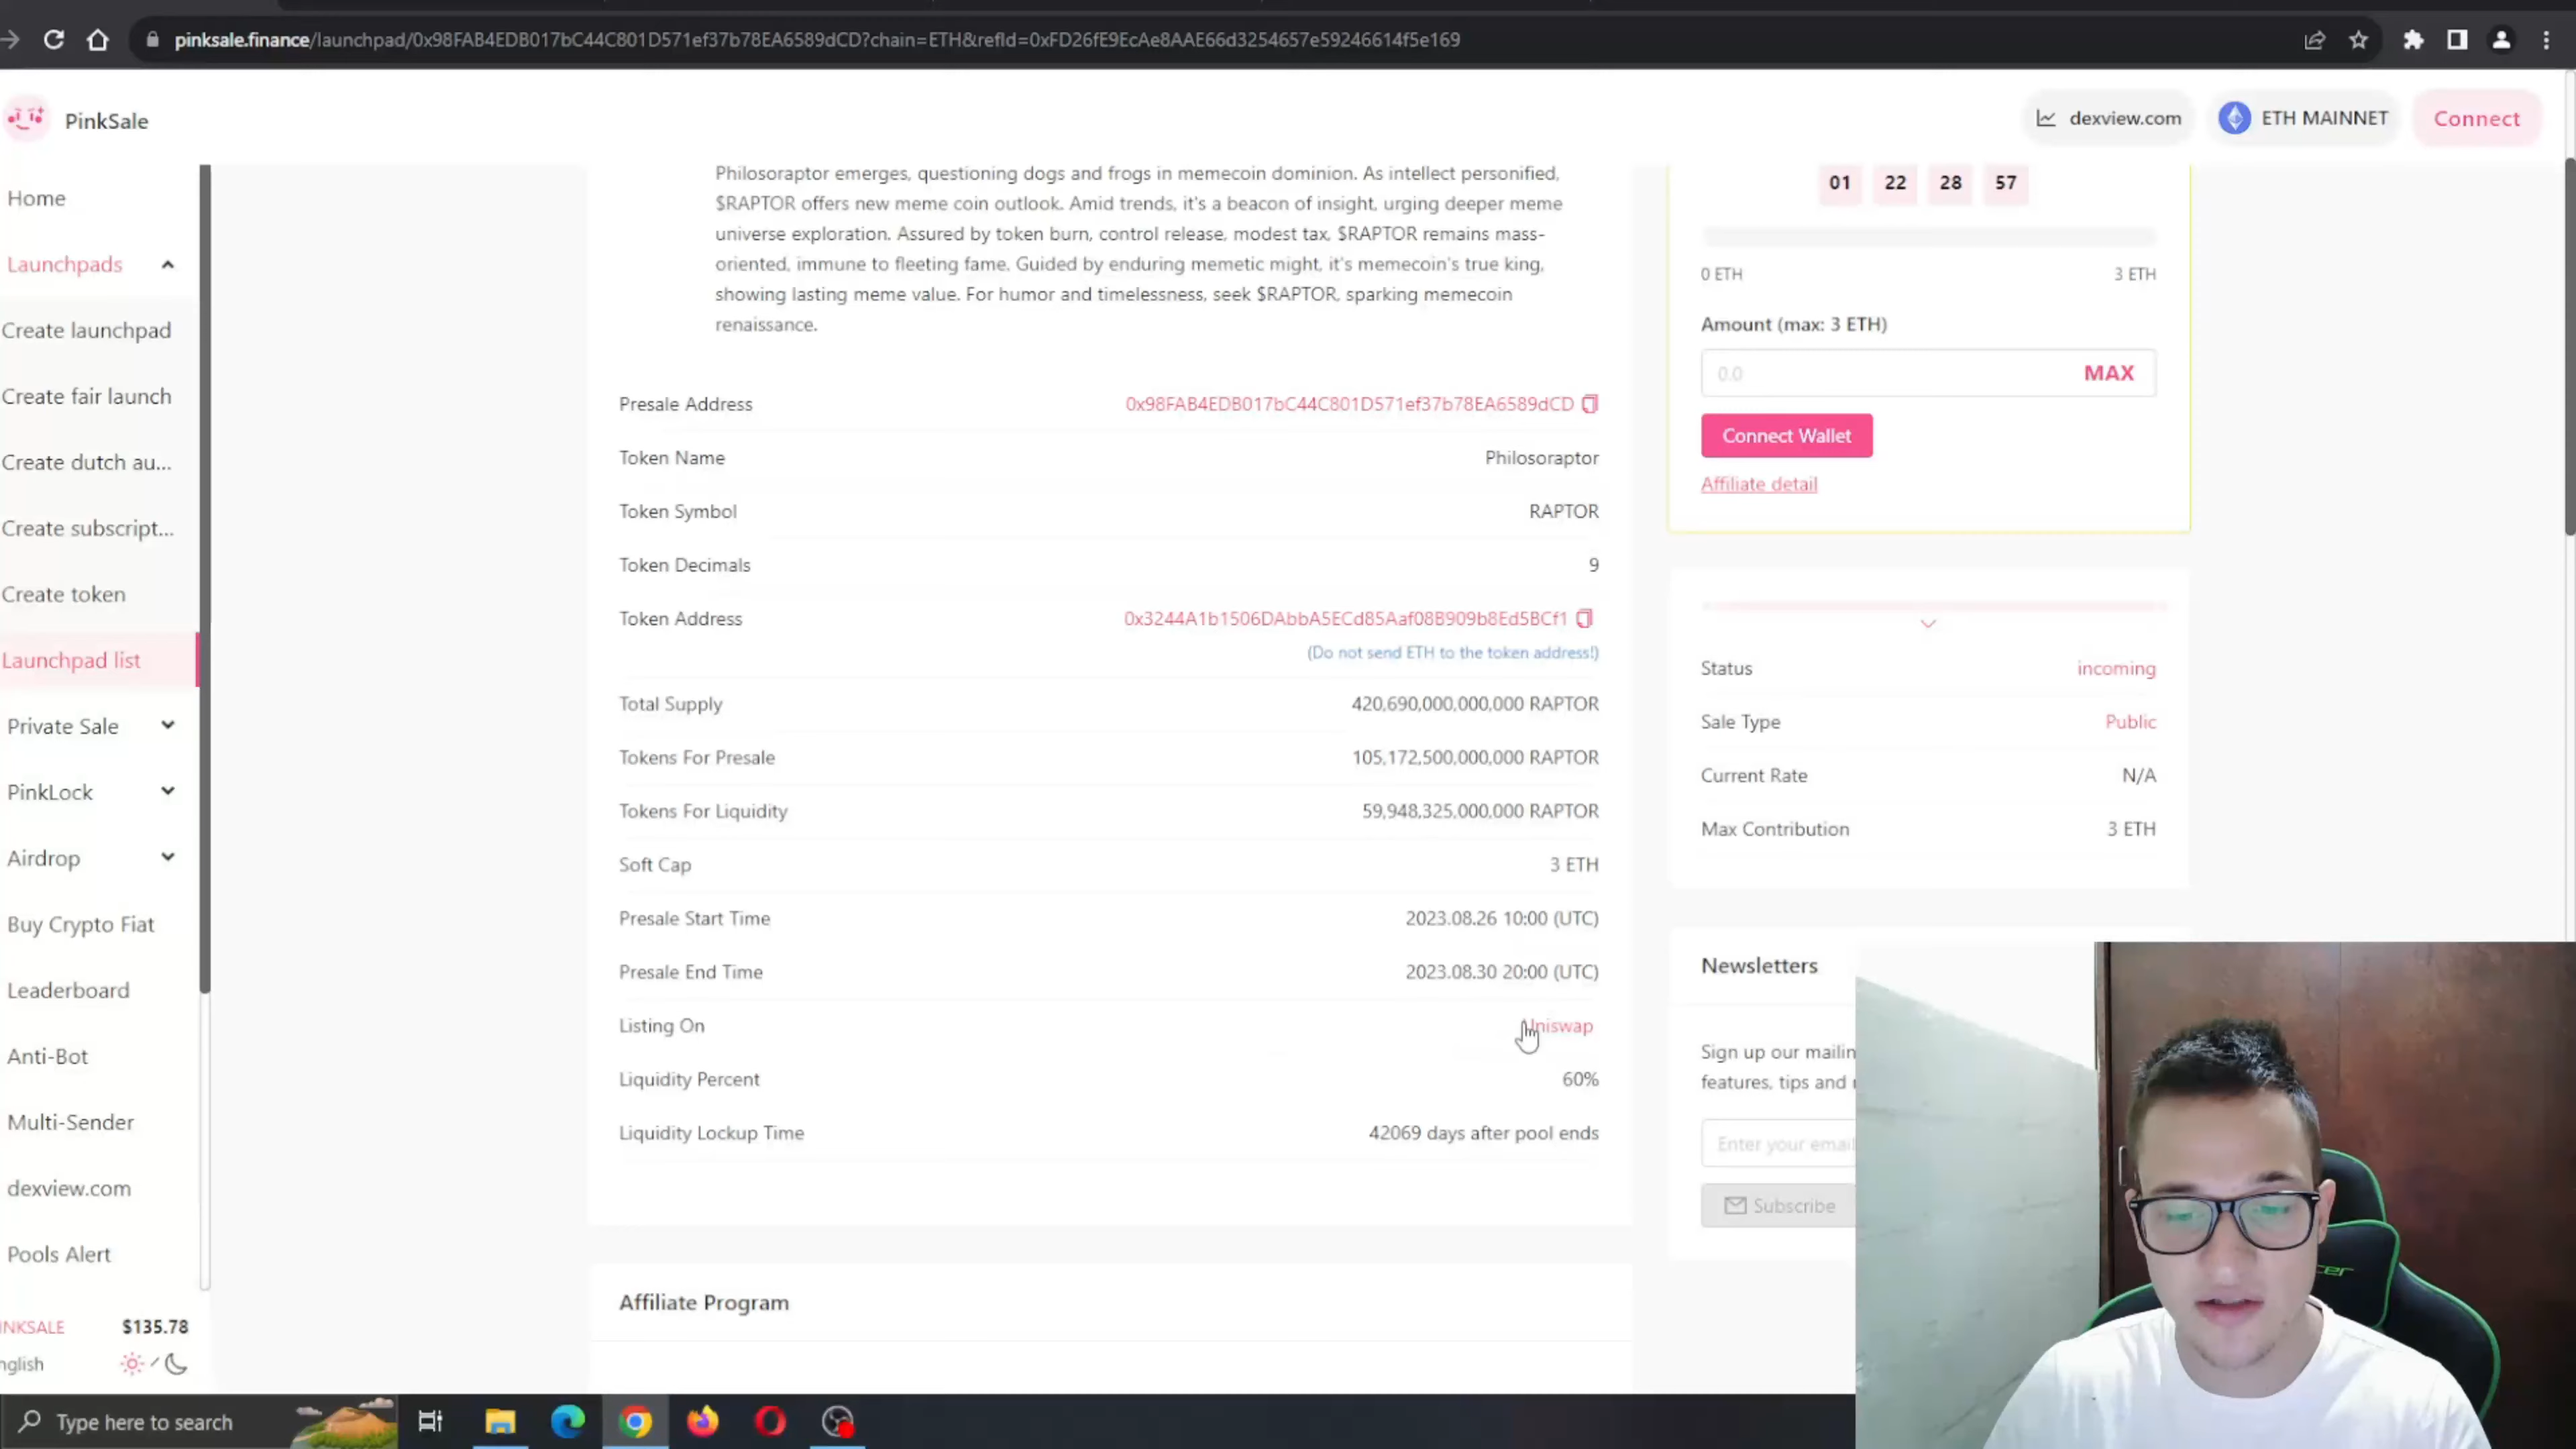 pinksale.finance/launchpad/0x98FAB4EDB017bC44C801D571ef37b78EA6589dCD?chain=ETH&refId=0xFD26fE9EcAe8AAE66d3254657e59246614f5e169
PinkSale
dexview.com
ETH MAINNET
Connect
Home
Launchpads
Create launchpad
Create fair launch
Create dutch au...
Create subscript...
Create token
Launchpad list
Private Sale
PinkLock
Airdrop
Buy Crypto Fiat
Leaderboard
Anti-Bot
Multi-Sender
dexview.com
Pools Alert
INKSALE $135.78
nglish
Philosoraptor emerges, questioning dogs and frogs in memecoin dominion. As intellect personified,
$RAPTOR offers new meme coin outlook. Amid trends, it's a beacon of insight, urging deeper meme
universe exploration. Assured by token burn, control release, modest tax, $RAPTOR remains mass-
oriented, immune to fleeting fame. Guided by enduring memetic might, it's memecoin's true king,
showing lasting meme value. For humor and timelessness, seek $RAPTOR, sparking memecoin
renaissance.
Presale Address 0x98FAB4EDB017bC44C801D571ef37b78EA6589dCD
Token Name Philosoraptor
Token Symbol RAPTOR
Token Decimals 9
Token Address 0x3244A1b1506DAbbA5ECd85Aaf08B909b8Ed5BCf1
(Do not send ETH to the token address!)
Total Supply 420,690,000,000,000 RAPTOR
Tokens For Presale 105,172,500,000,000 RAPTOR
Tokens For Liquidity 59,948,325,000,000 RAPTOR
Soft Cap 3 ETH
Presale Start Time 2023.08.26 10:00 (UTC)
Presale End Time 2023.08.30 20:00 (UTC)
Listing On Uniswap
Liquidity Percent 60%
Liquidity Lockup Time 42069 days after pool ends
Affiliate Program
01 22 28 57
0 ETH 3 ETH
Amount (max: 3 ETH)
0.0 MAX
Connect Wallet
Affiliate detail
Status incoming
Sale Type Public
Current Rate N/A
Max Contribution 3 ETH
Newsletters
Sign up our mailin
features, tips and
Enter your email
Subscribe
Type here to search